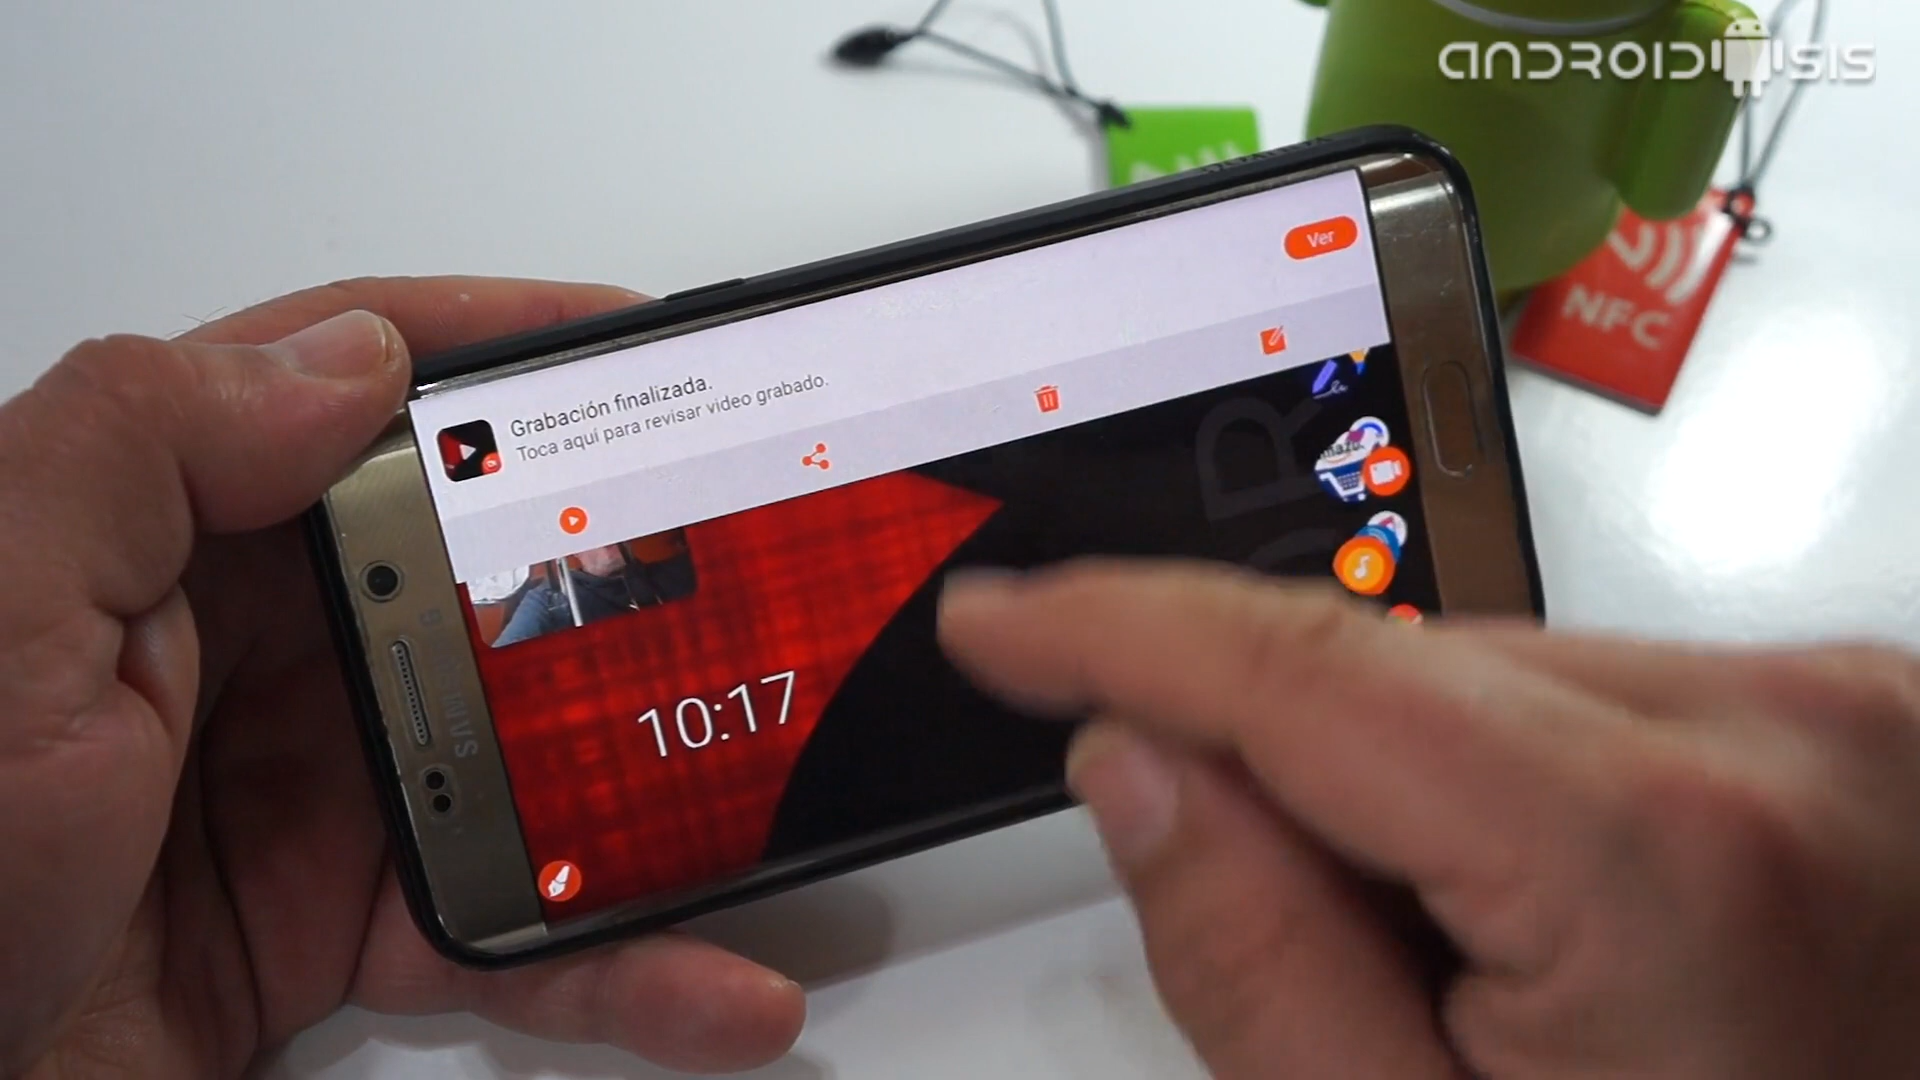 ANDROIDSIS
Ver
Grabación finalizada.
Toca aquí para revisar video grabado.
NFC
10:17
SAMSUNG